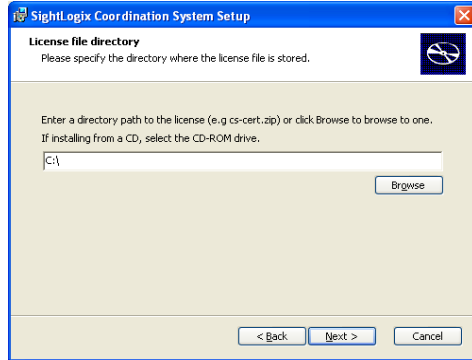 SightLogix Coordination System Setup
License file directory
Please specify the directory where the license file is stored.
Enter a directory path to the license (e.g cs-cert.zip) or click Browse to browse to one.
If installing from a CD, select the CD-ROM drive.
C:\
Browse
< Back
Next >
Cancel